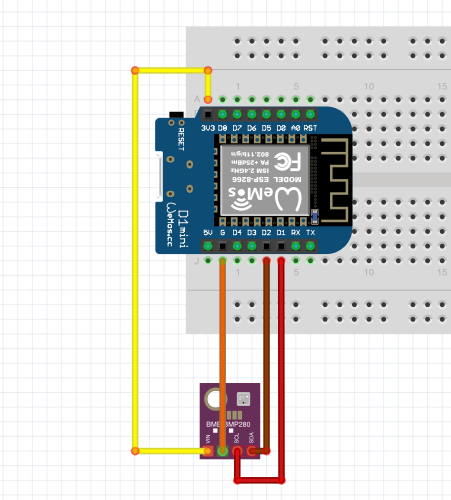 1 5 10 15
A
3V3 D8 D7 D6 D5 D0 A0 RST
RESET
802.11b/g/n
PA +25dBm
ISM 2.4GHz
MODEL ESP-8266
FC
WeMos
D1 mini
WeMos.cc
5V G D4 D3 D2 D1 RX TX
J
1 5 10 15
BME/BMP280
VIN SCL SDA